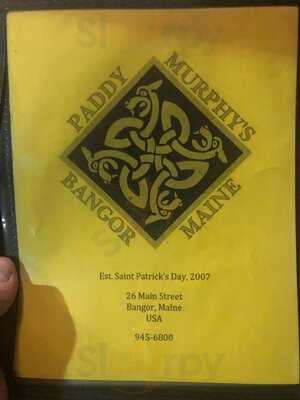 PADDY
MURPHY'S
BANGOR
MAINE
Est. Saint Patrick's Day, 2007
26 Main Street
Bangor, Maine
USA
945-6800